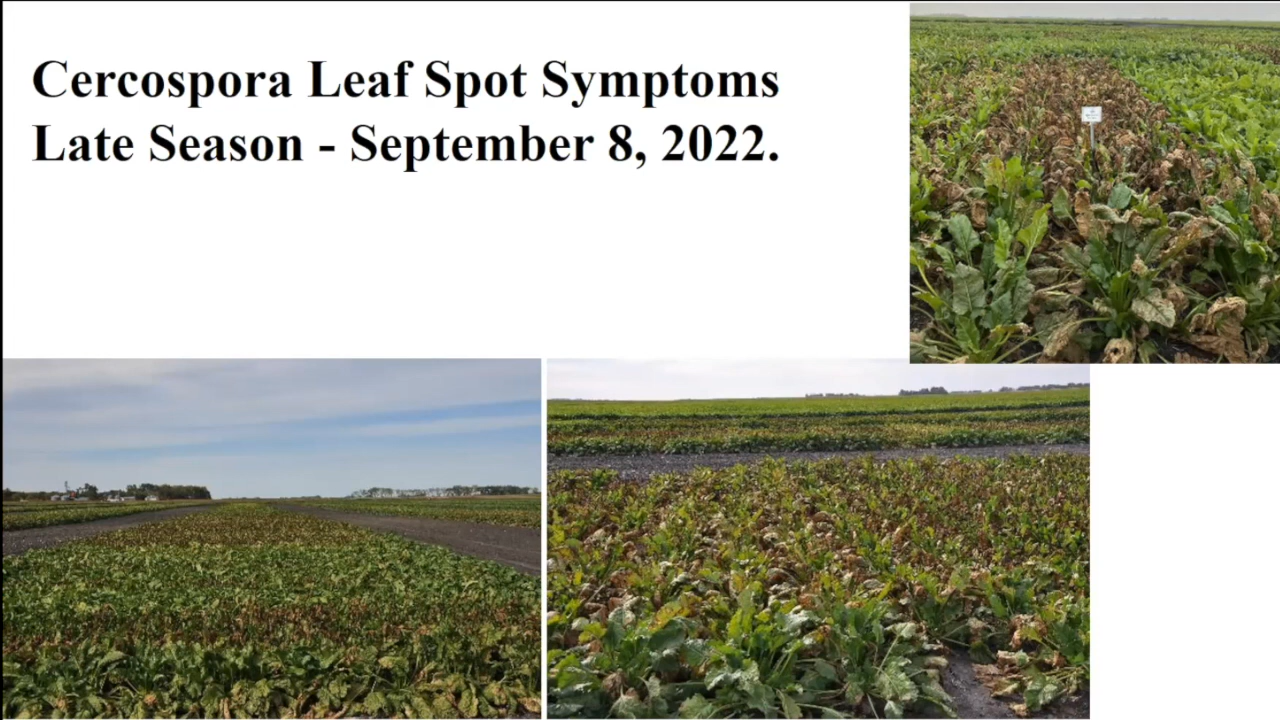 Cercospora Leaf Spot Symptoms
Late Season - September 8, 2022.